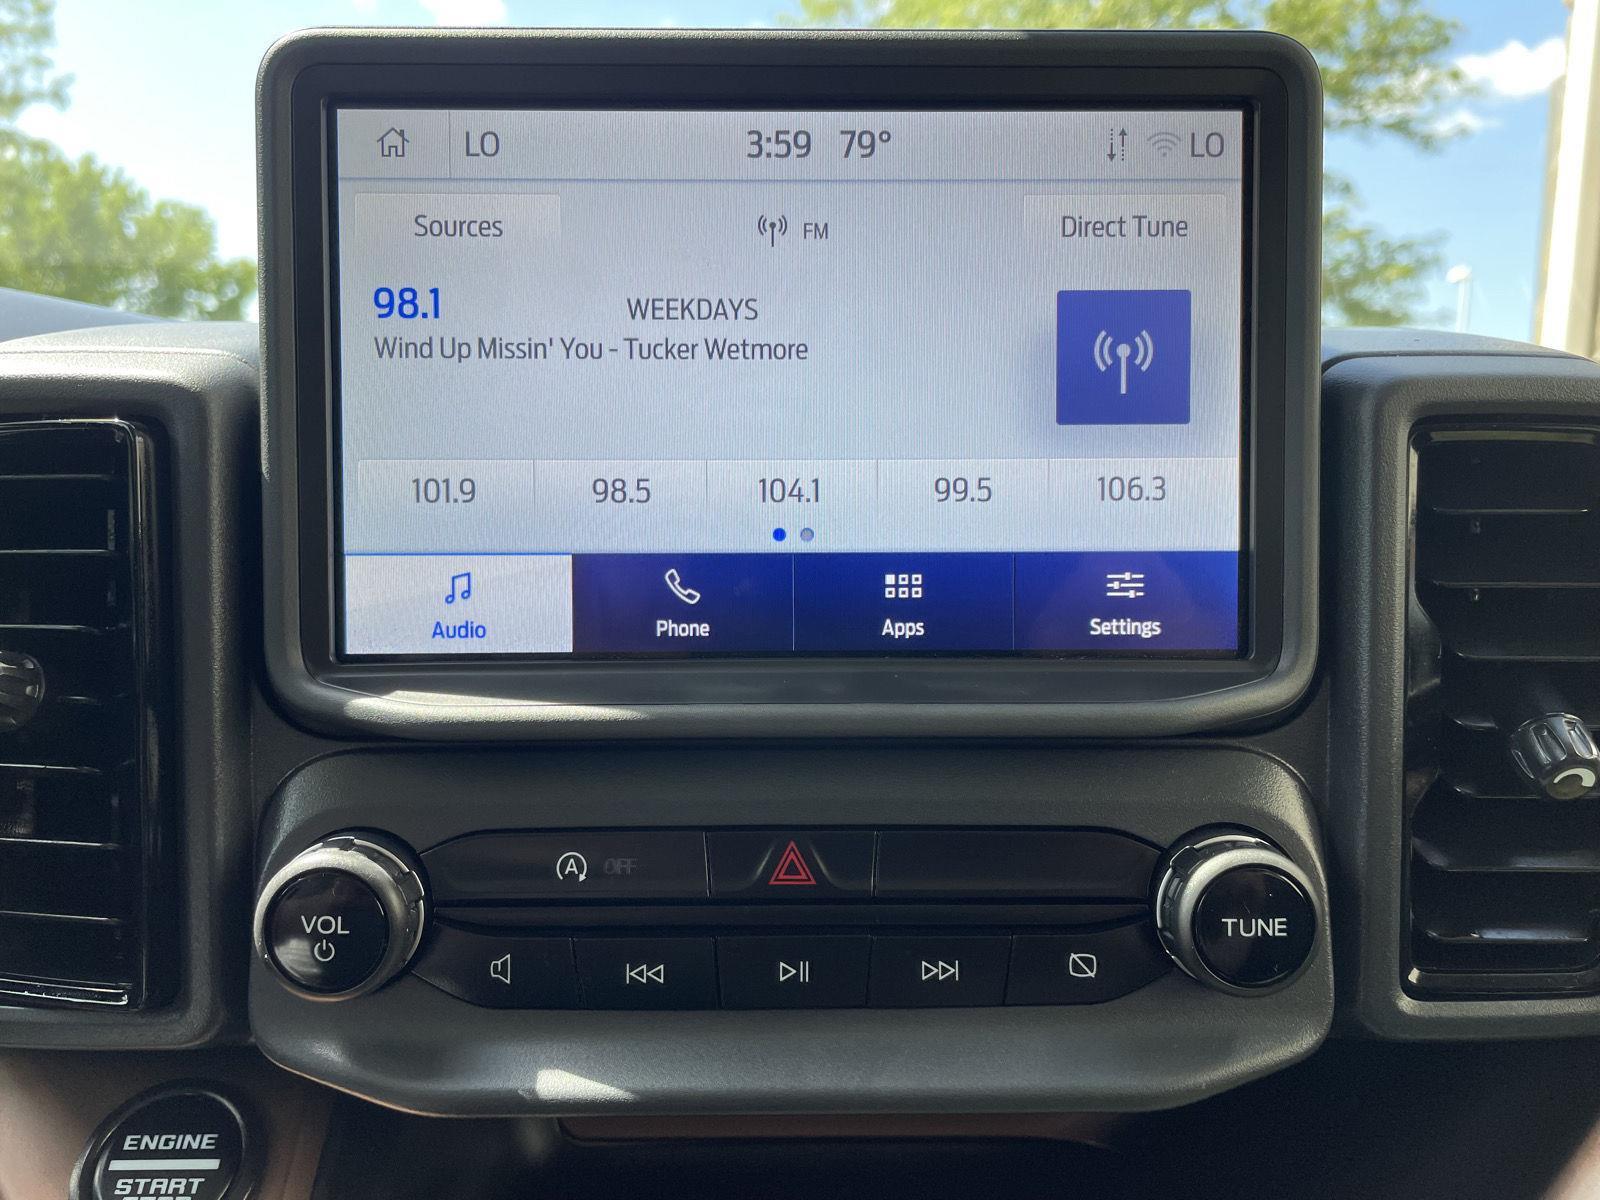 LO 3:59 79° LO
Sources FM Direct Tune
98.1 WEEKDAYS
Wind Up Missin' You - Tucker Wetmore
101.9 98.5 104.1 99.5 106.3
Audio Phone Apps Settings
A OFF
VOL TUNE
ENGINE
START
STOP